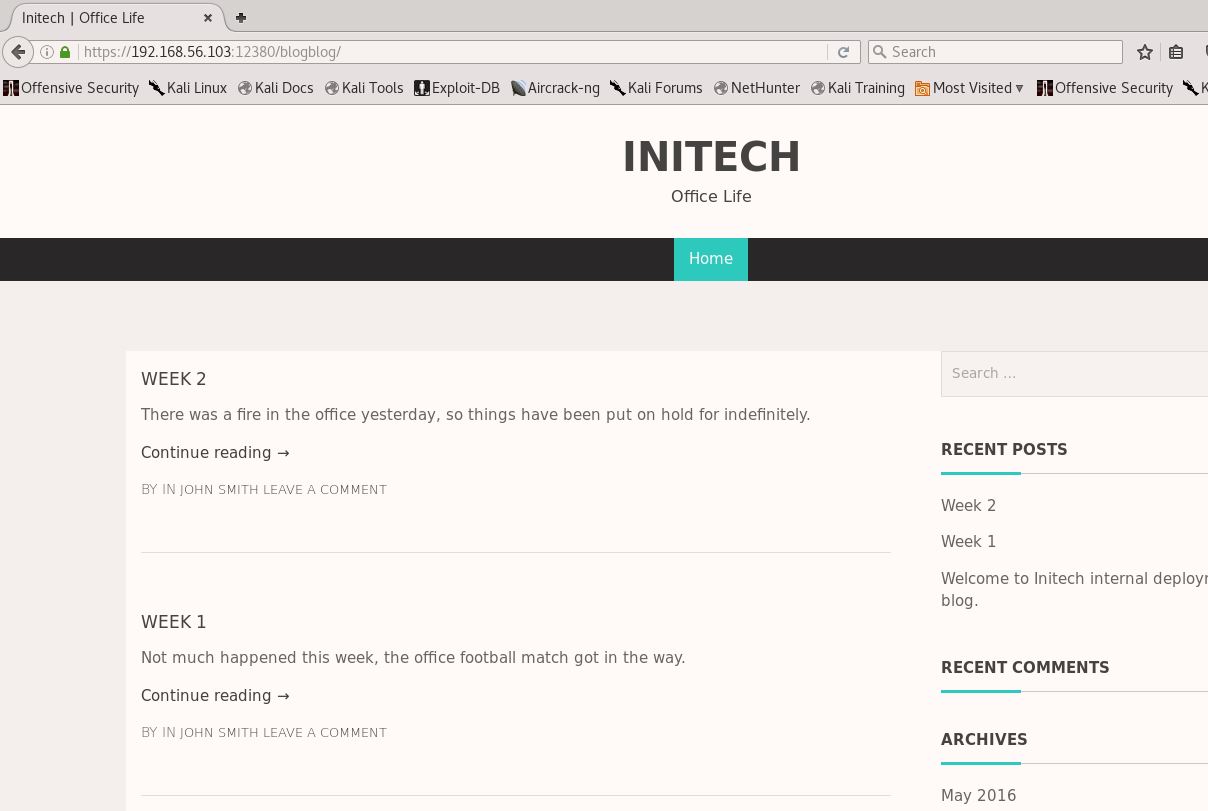 Initech | Office Life
https://192.168.56.103:12380/blogblog/
Search
Offensive Security Kali Linux Kali Docs Kali Tools Exploit-DB Aircrack-ng Kali Forums NetHunter Kali Training Most Visited Offensive Security K
INITECH
Office Life
Home
WEEK 2
There was a fire in the office yesterday, so things have been put on hold for indefinitely.
Continue reading →
BY IN JOHN SMITH LEAVE A COMMENT
WEEK 1
Not much happened this week, the office football match got in the way.
Continue reading →
BY IN JOHN SMITH LEAVE A COMMENT
Search ...
RECENT POSTS
Week 2
Week 1
Welcome to Initech internal deploy
blog.
RECENT COMMENTS
ARCHIVES
May 2016